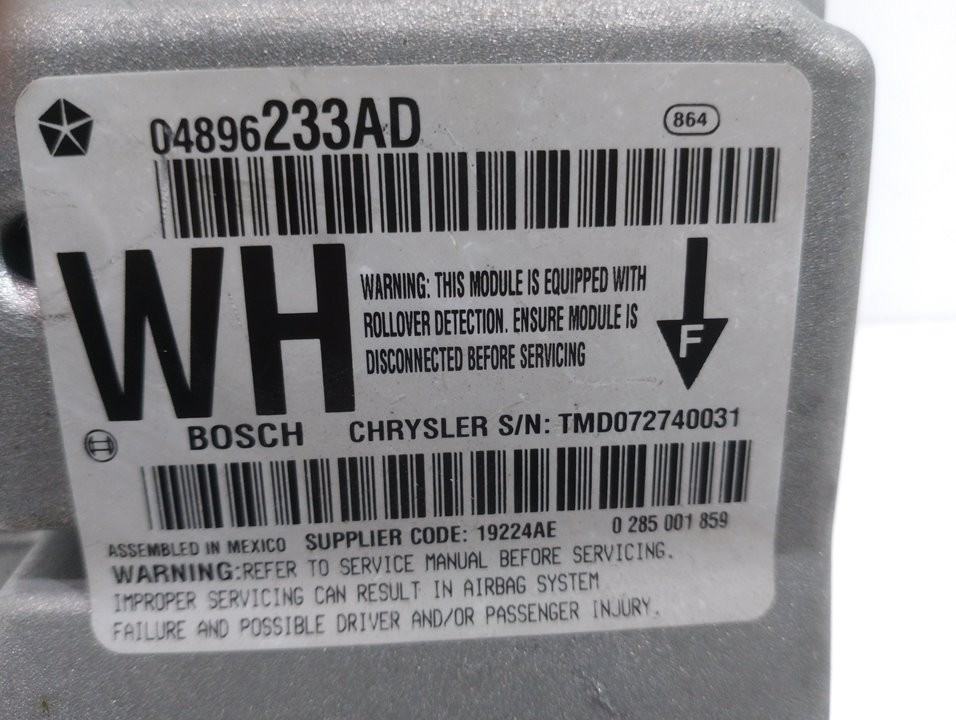 04896233AD
864
WH
WARNING: THIS MODULE IS EQUIPPED WITH
ROLLOVER DETECTION. ENSURE MODULE IS
DISCONNECTED BEFORE SERVICING
F
BOSCH CHRYSLER S/N: TMD072740031
ASSEMBLED IN MEXICO SUPPLIER CODE: 19224AE 0 285 001 859
WARNING:REFER TO SERVICE MANUAL BEFORE SERVICING.
IMPROPER SERVICING CAN RESULT IN AIRBAG SYSTEM
FAILURE AND POSSIBLE DRIVER AND/OR PASSENGER INJURY.